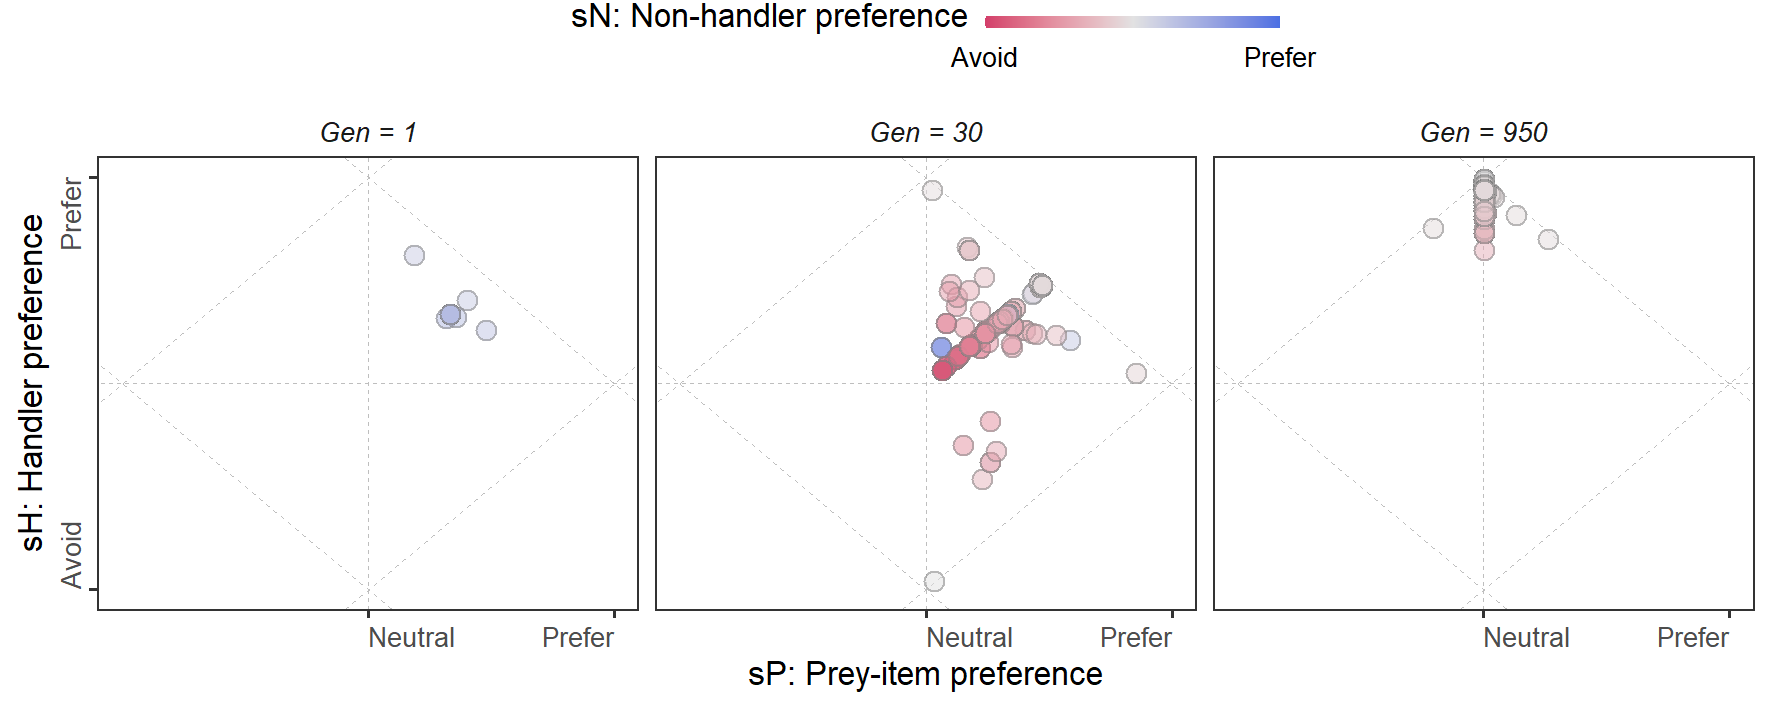 sN: Non-handler preference
Avoid
Prefer
Gen = 1
Gen = 30
Gen = 950
sH: Handler preference
Prefer
Avoid
Neutral
Prefer
Neutral
Prefer
Neutral
Prefer
sP: Prey-item preference